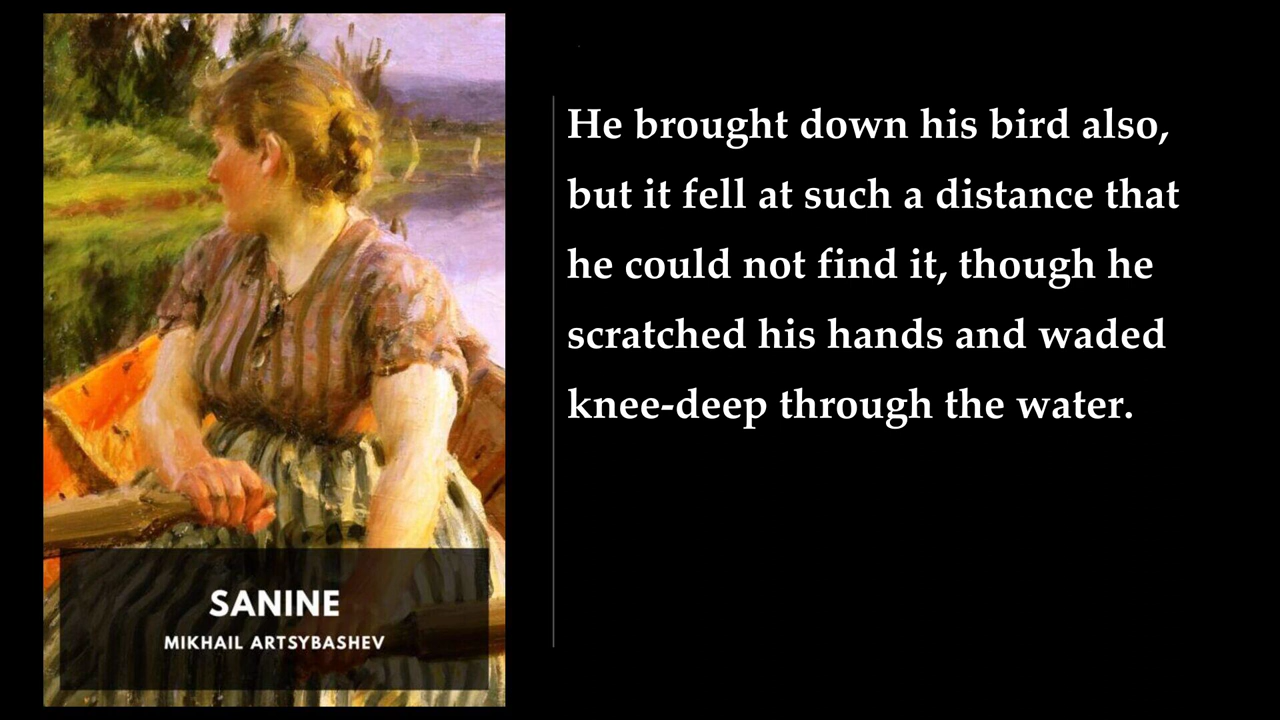 SANINE
MIKHAIL ARTSYBASHEV
He brought down his bird also,
but it fell at such a distance that
he could not find it, though he
scratched his hands and waded
knee-deep through the water.